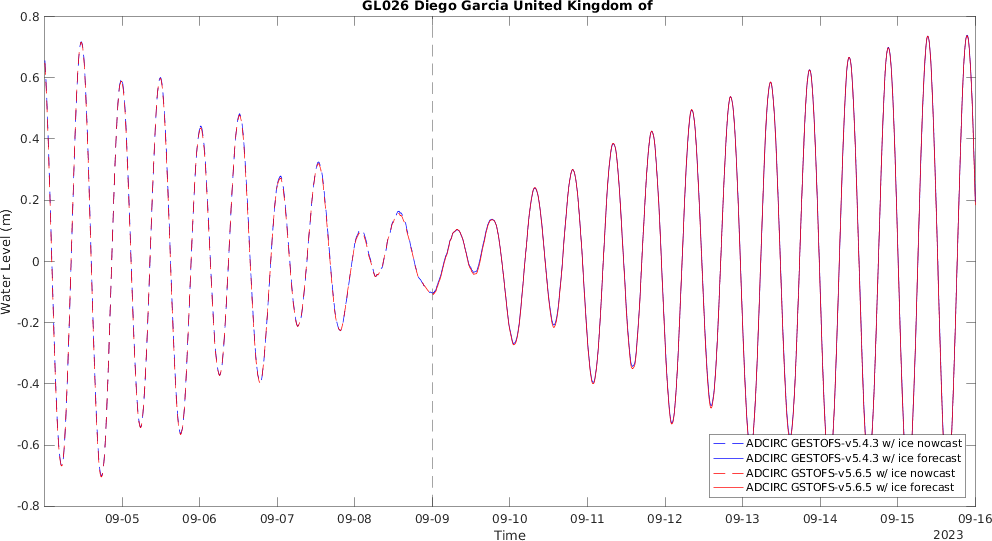 GL026 Diego Garcia United Kingdom of
0.8
0.6
0.4
0.2
0
-0.2
-0.4
-0.6
-0.8
Water Level (m)
ADCIRC GESTOFS-v5.4.3 w/ ice nowcast
ADCIRC GESTOFS-v5.4.3 w/ ice forecast
ADCIRC GSTOFS-v5.6.5 w/ ice nowcast
ADCIRC GSTOFS-v5.6.5 w/ ice forecast
09-05 09-06 09-07 09-08 09-09 09-10 09-11 09-12 09-13 09-14 09-15 09-16
Time
2023